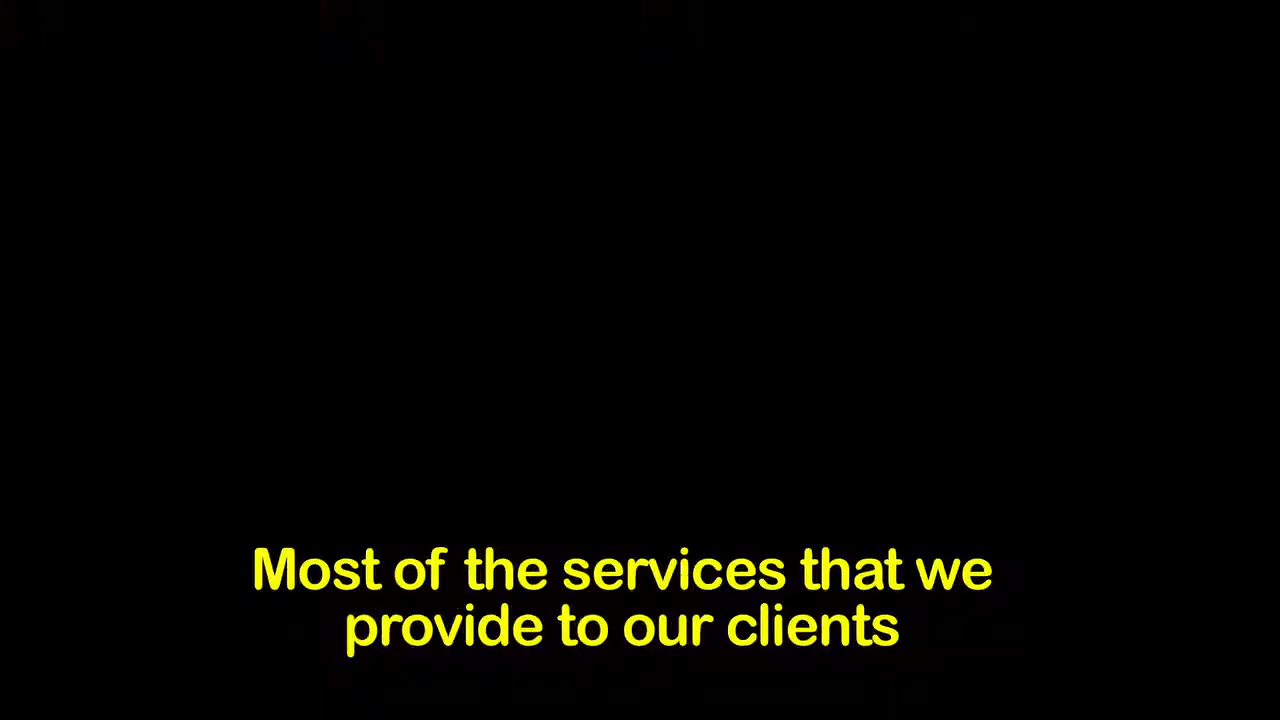 Most of the services that we
provide to our clients